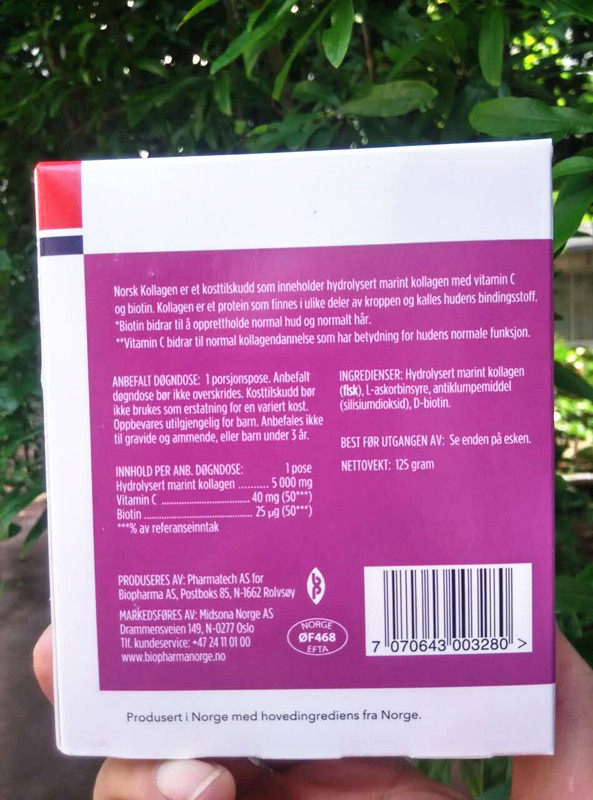 Norsk Kollagen er et kosttilskudd som inneholder hydrolysert marint kollagen med vitamin C
og biotin. Kollagen er et protein som finnes i ulike deler av kroppen og kalles hudens bindingsstoff.
*Biotin bidrar til å opprettholde normal hud og normalt hår.
**Vitamin C bidrar til normal kollagendannelse som har betydning for hudens normale funksjon.
ANBEFALT DØGNDOSE: 1 porsjonspose. Anbefalt
døgndose bør ikke overskrides. Kosttilskudd bør
ikke brukes som erstatning for en variert kost.
Oppbevares utilgjengelig for barn. Anbefales ikke
til gravide og ammende, eller barn under 3 år.
INNHOLD PER ANB. DØGNDOSE: 1 pose
Hydrolysert marint kollagen .......... 5 000 mg
Vitamin C .......................... 40 mg (50***)
Biotin ................................ 25 µg (50***)
***% av referanseinntak
INGREDIENSER: Hydrolysert marint kollagen
(fisk), L-askorbinsyre, antiklumpemiddel
(silisiumdioksid), D-biotin.
BEST FØR UTGANGEN AV: Se enden på esken.
NETTOVEKT: 125 gram
PRODUSERES AV: Pharmatech AS for
Biopharma AS, Postboks 85, N-1662 Rolvsøy
MARKEDSFØRES AV: Midsona Norge AS
Drammensveien 149, N-0277 Oslo
Tlf. kundeservice: +47 24 11 01 00
www.biopharmanorge.no
bp
NORGE
ØF468
EFTA
7 070643 003280 >
Produsert i Norge med hovedingrediens fra Norge.